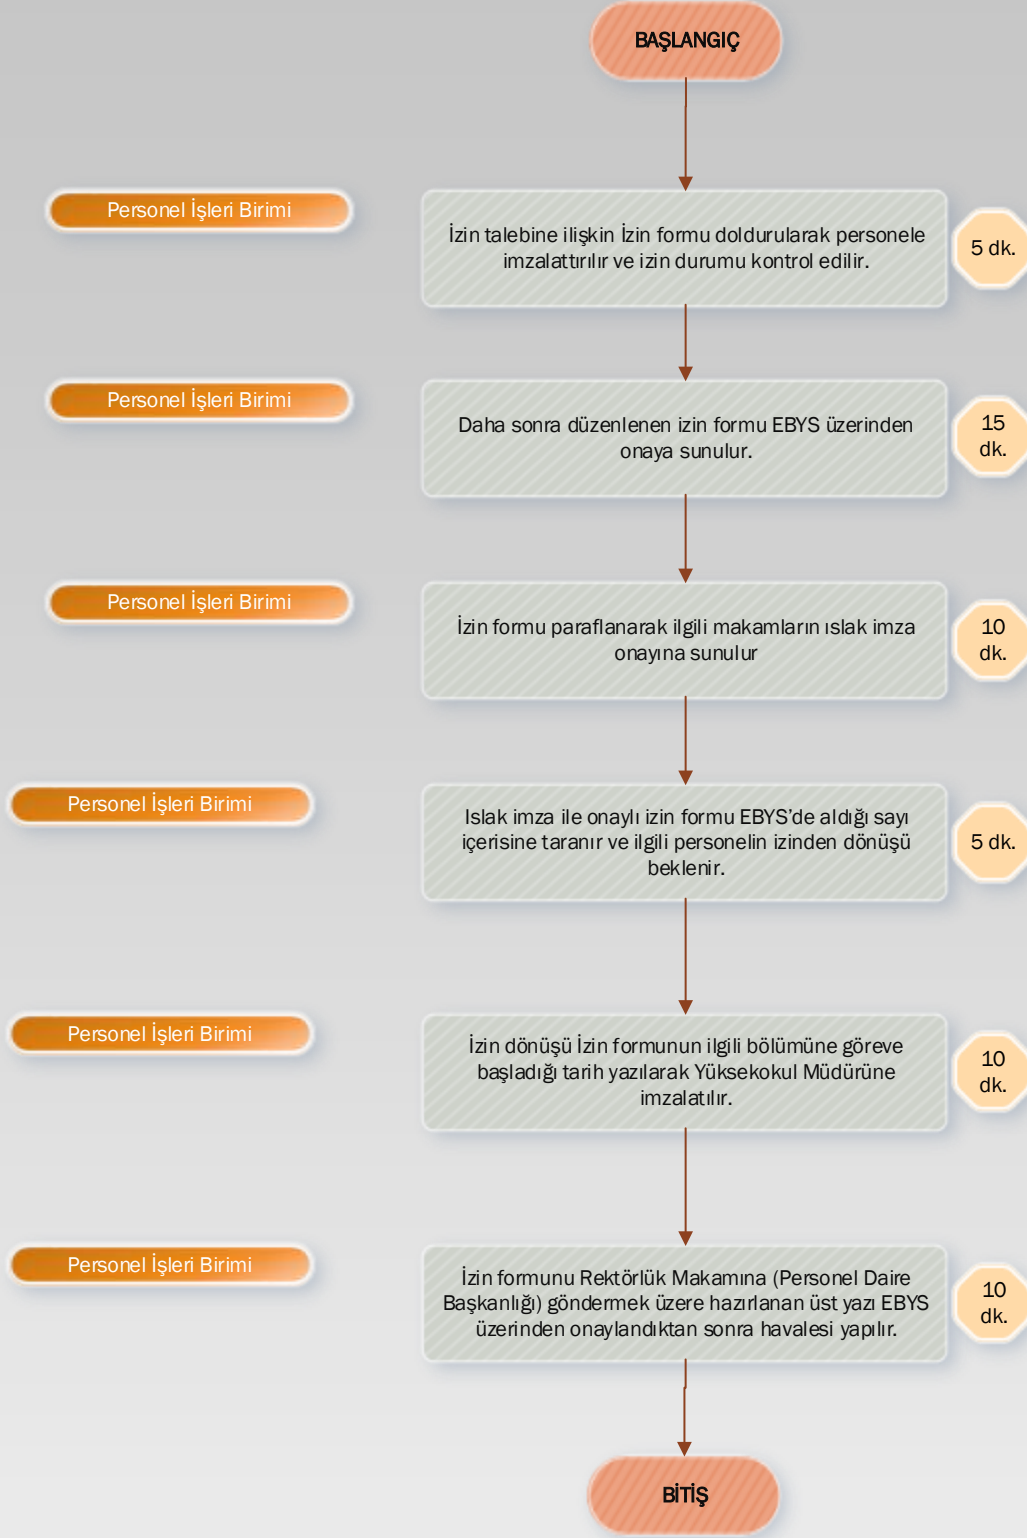 BAŞLANGIÇ
Personel İşleri Birimi
İzin talebine ilişkin İzin formu doldurularak personele
imzalattırılır ve izin durumu kontrol edilir.
5 dk.
Personel İşleri Birimi
Daha sonra düzenlenen izin formu EBYS üzerinden
onaya sunulur.
15
dk.
Personel İşleri Birimi
İzin formu paraflanarak ilgili makamların ıslak imza
onayına sunulur
10
dk.
Personel İşleri Birimi
Islak imza ile onaylı izin formu EBYS’de aldığı sayı
içerisine taranır ve ilgili personelin izinden dönüşü
beklenir.
5 dk.
Personel İşleri Birimi
İzin dönüşü İzin formunun ilgili bölümüne göreve
başladığı tarih yazılarak Yüksekokul Müdürüne
imzalatılır.
10
dk.
Personel İşleri Birimi
İzin formunu Rektörlük Makamına (Personel Daire
Başkanlığı) göndermek üzere hazırlanan üst yazı EBYS
üzerinden onaylandıktan sonra havalesi yapılır.
10
dk.
BİTİŞ